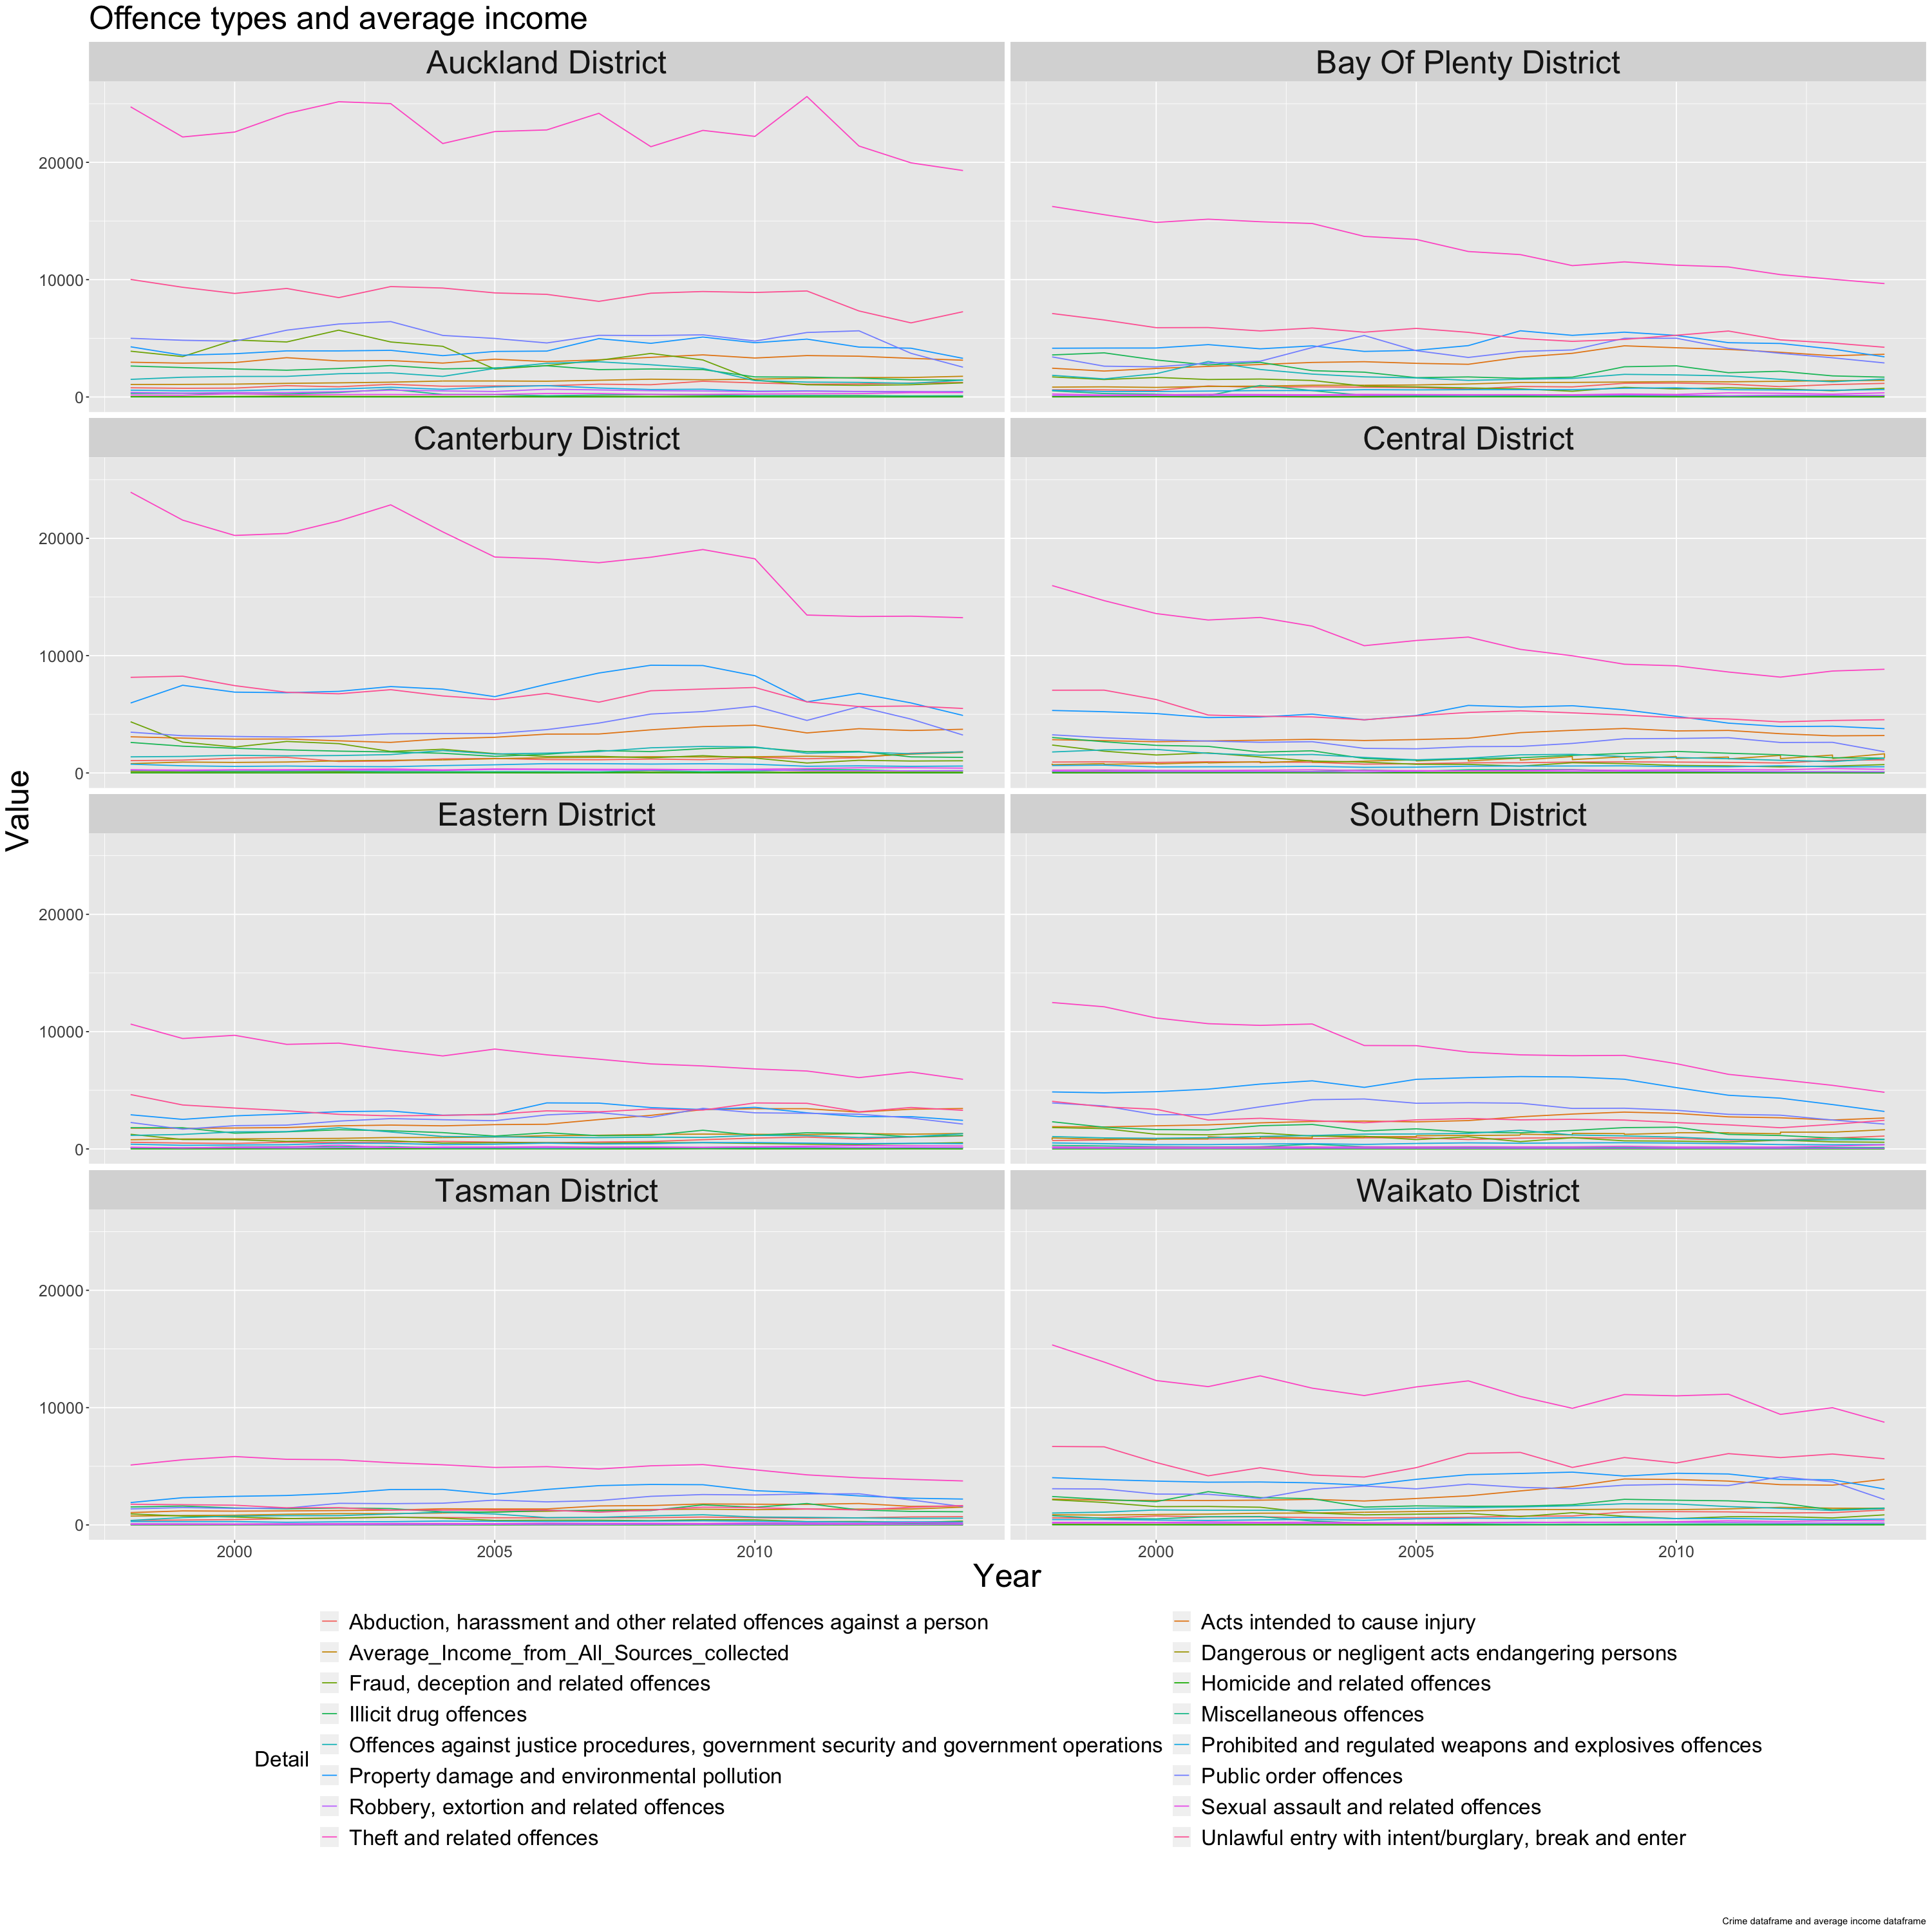 Offence types and average income
Auckland District
Bay Of Plenty District
20000
10000
0
Canterbury District
Central District
20000
10000
0
Eastern District
Southern District
20000
10000
0
Tasman District
Waikato District
20000
10000
0
2000 2005 2010
2000 2005 2010
Value
Year
Detail
Abduction, harassment and other related offences against a person
Average_Income_from_All_Sources_collected
Fraud, deception and related offences
Illicit drug offences
Offences against justice procedures, government security and government operations
Property damage and environmental pollution
Robbery, extortion and related offences
Theft and related offences
Acts intended to cause injury
Dangerous or negligent acts endangering persons
Homicide and related offences
Miscellaneous offences
Prohibited and regulated weapons and explosives offences
Public order offences
Sexual assault and related offences
Unlawful entry with intent/burglary, break and enter
Crime dataframe and average income dataframe